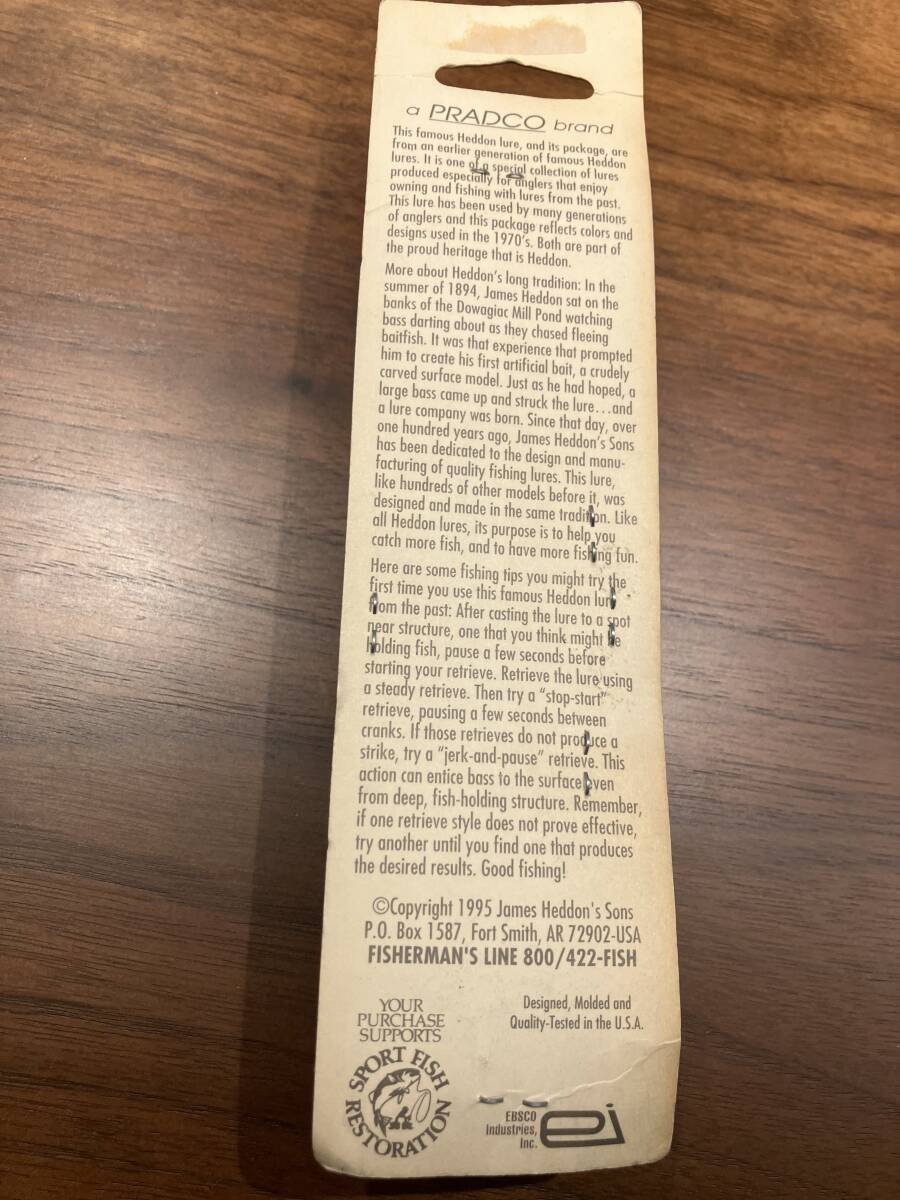 a PRADCO brand
This famous Heddon lure, and its package, are
from an earlier generation of famous Heddon
lures. It is one of a special collection of lures
produced especially for anglers that enjoy
owning and fishing with lures from the past.
This lure has been used by many generations
of anglers and this package reflects colors and
designs used in the 1970's. Both are part of
the proud heritage that is Heddon.
More about Heddon's long tradition: In the
summer of 1894, James Heddon sat on the
banks of the Dowagiac Mill Pond watching
bass darting about as they chased fleeing
baitfish. It was that experience that prompted
him to create his first artificial bait, a crudely
carved surface model. Just as he had hoped, a
large bass came up and struck the lure...and
a lure company was born. Since that day, over
one hundred years ago, James Heddon's Sons
has been dedicated to the design and manu-
facturing of quality fishing lures. This lure,
like hundreds of other models before it, was
designed and made in the same tradition. Like
all Heddon lures, its purpose is to help you
catch more fish, and to have more fishing fun.
Here are some fishing tips you might try the
first time you use this famous Heddon lure
from the past: After casting the lure to a spot
near structure, one that you think might be
holding fish, pause a few seconds before
starting your retrieve. Retrieve the lure using
a steady retrieve. Then try a "stop-start"
retrieve, pausing a few seconds between
cranks. If those retrieves do not produce a
strike, try a "jerk-and-pause" retrieve. This
action can entice bass to the surface even
from deep, fish-holding structure. Remember,
if one retrieve style does not prove effective,
try another until you find one that produces
the desired results. Good fishing!
©Copyright 1995 James Heddon's Sons
P.O. Box 1587, Fort Smith, AR 72902-USA
FISHERMAN'S LINE 800/422-FISH
YOUR
PURCHASE
SUPPORTS
SPORT FISH
RESTORATION
Designed, Molded and
Quality-Tested in the U.S.A.
EBSCO
Industries,
Inc.
ei